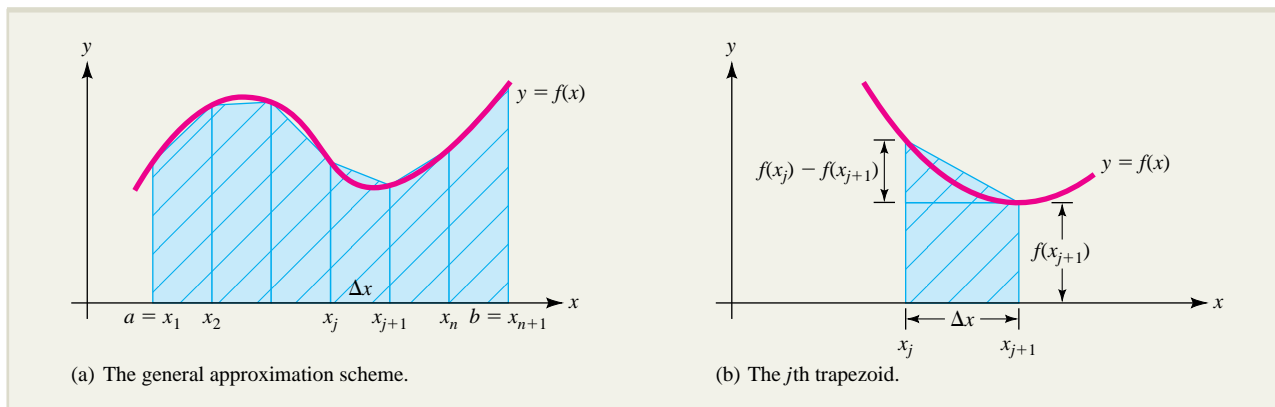 y
y = f(x)
Δx
x
a = x₁ x₂ xⱼ xⱼ₊₁ xₙ b = xₙ₊₁
(a) The general approximation scheme.
y
f(xⱼ) − f(xⱼ₊₁)
y = f(x)
f(xⱼ₊₁)
x
Δx
xⱼ xⱼ₊₁
(b) The jth trapezoid.